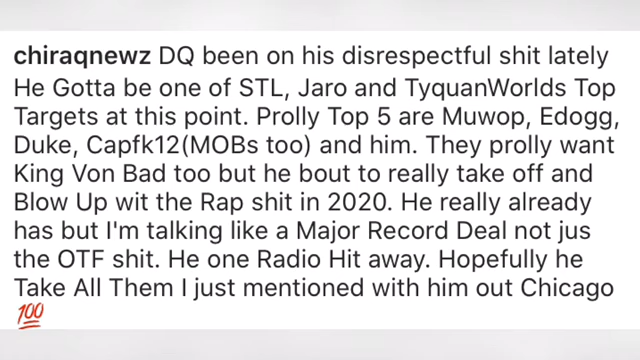 chiraqnewz DQ been on his disrespectful shit lately
He Gotta be one of STL, Jaro and TyquanWorlds Top
Targets at this point. Prolly Top 5 are Muwop, Edogg,
Duke, Capfk12(MOBs too) and him. They prolly want
King Von Bad too but he bout to really take off and
Blow Up wit the Rap shit in 2020. He really already
has but I'm talking like a Major Record Deal not jus
the OTF shit. He one Radio Hit away. Hopefully he
Take All Them I just mentioned with him out Chicago
💯